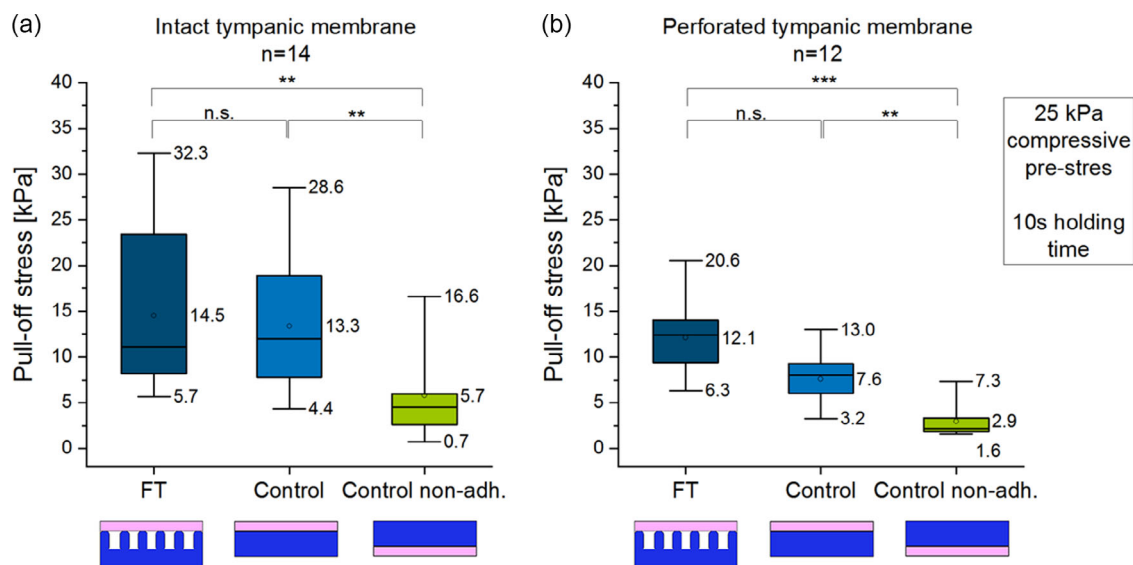 (a)
Intact tympanic membrane
n=14
**
n.s.
**
Pull-off stress [kPa]
40
35
30
25
20
15
10
5
0
32.3
14.5
5.7
28.6
13.3
4.4
16.6
5.7
0.7
FT
Control
Control non-adh.
(b)
Perforated tympanic membrane
n=12
***
n.s.
**
Pull-off stress [kPa]
40
35
30
25
20
15
10
5
0
20.6
12.1
6.3
13.0
7.6
3.2
7.3
2.9
1.6
FT
Control
Control non-adh.
25 kPa
compressive
pre-stres
10s holding
time